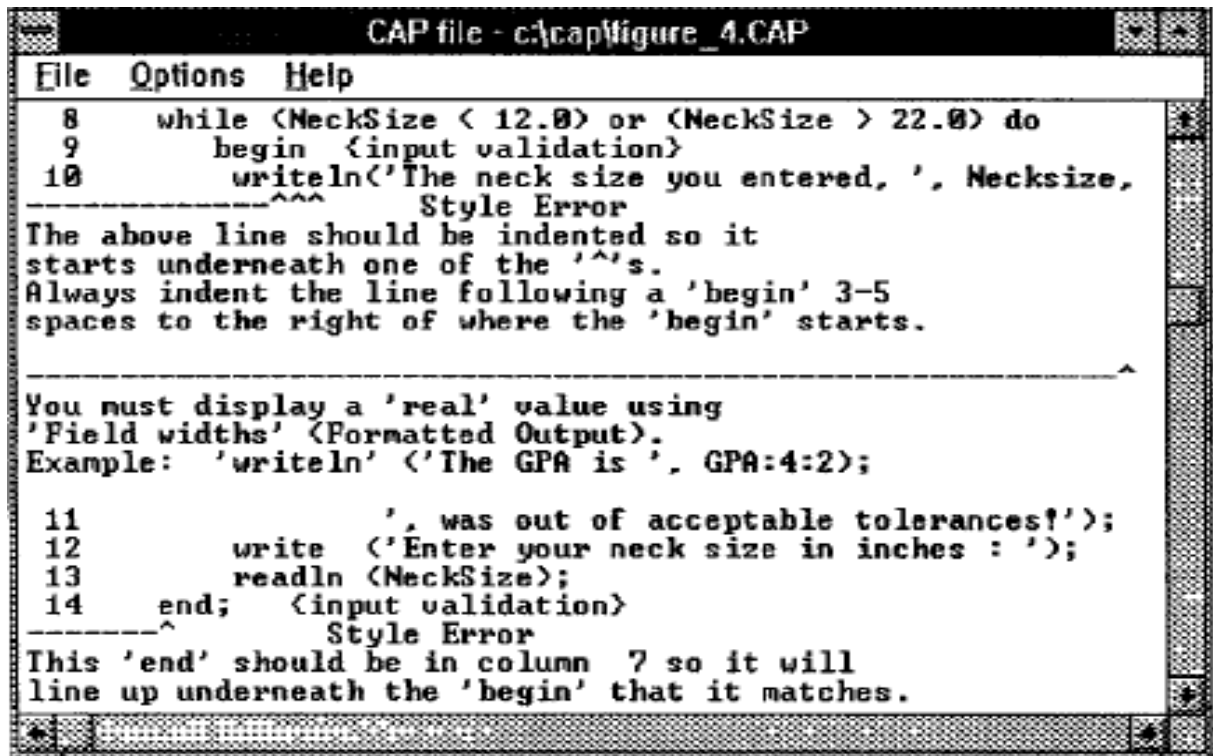 CAP file - c:\cap\figure_4.CAP
File Options Help
8 while (NeckSize < 12.0) or (NeckSize > 22.0) do
9 begin {input validation}
10 writeln('The neck size you entered, ', Necksize,
-------------^^^ Style Error
The above line should be indented so it
starts underneath one of the '^'s.
Always indent the line following a 'begin' 3-5
spaces to the right of where the 'begin' starts.
----------------------------------------------------------^
You must display a 'real' value using
'Field widths' (Formatted Output).
Example: 'writeln' ('The GPA is ', GPA:4:2);
11 ', was out of acceptable tolerances!');
12 write ('Enter your neck size in inches : ');
13 readln (NeckSize);
14 end; {input validation}
-------^ Style Error
This 'end' should be in column 7 so it will
line up underneath the 'begin' that it matches.